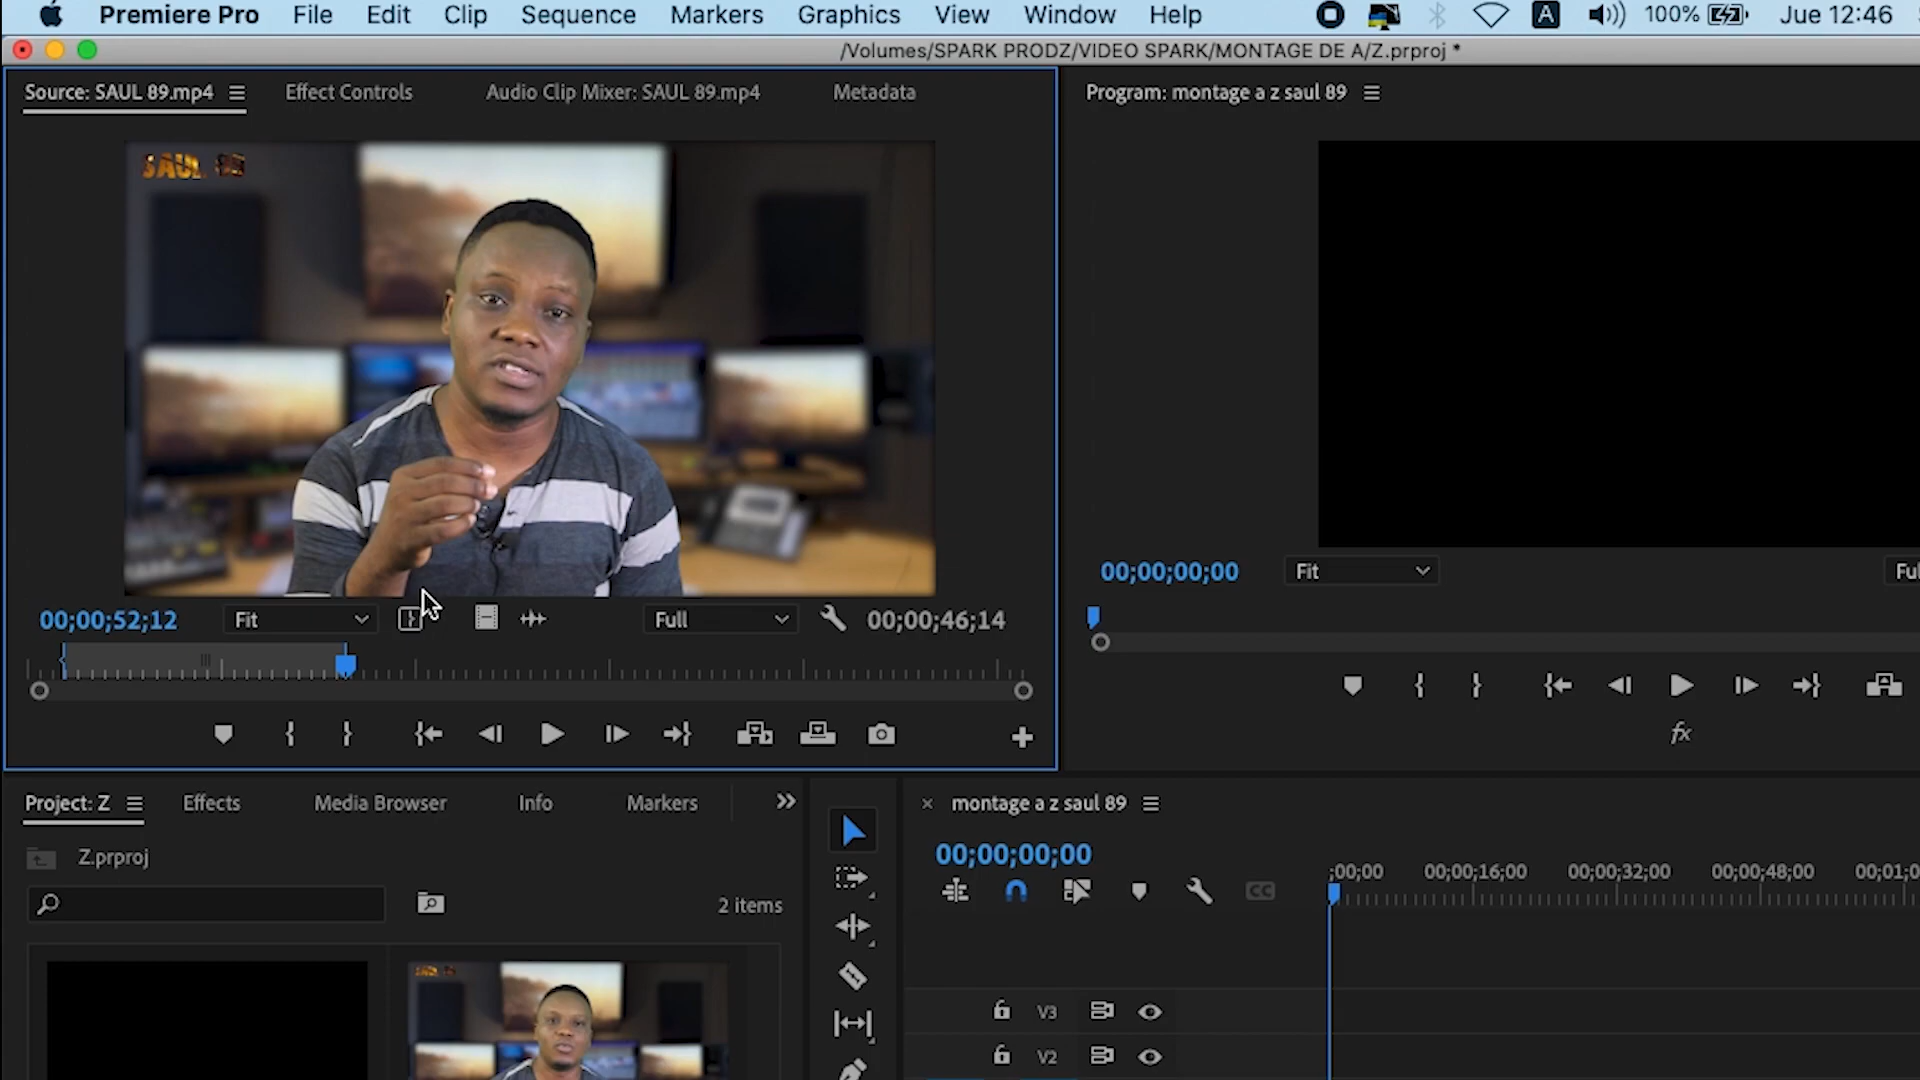 Premiere Pro File Edit Clip Sequence Markers Graphics View Window Help A 100% Jue 12:46
/Volumes/SPARK PRODZ/VIDEO SPARK/MONTAGE DE A/Z.prproj *
Source: SAUL 89.mp4 Effect Controls Audio Clip Mixer: SAUL 89.mp4 Metadata
Program: montage a z saul 89
SAUL 89
00;00;52;12 Fit Full 00;00;46;14
00;00;00;00 Fit Ful
fx
Project: Z Effects Media Browser Info Markers
Z.prproj
2 items
× montage a z saul 89
00;00;00;00
;00;00 00;00;16;00 00;00;32;00 00;00;48;00 00;01;0
CC
V3
V2